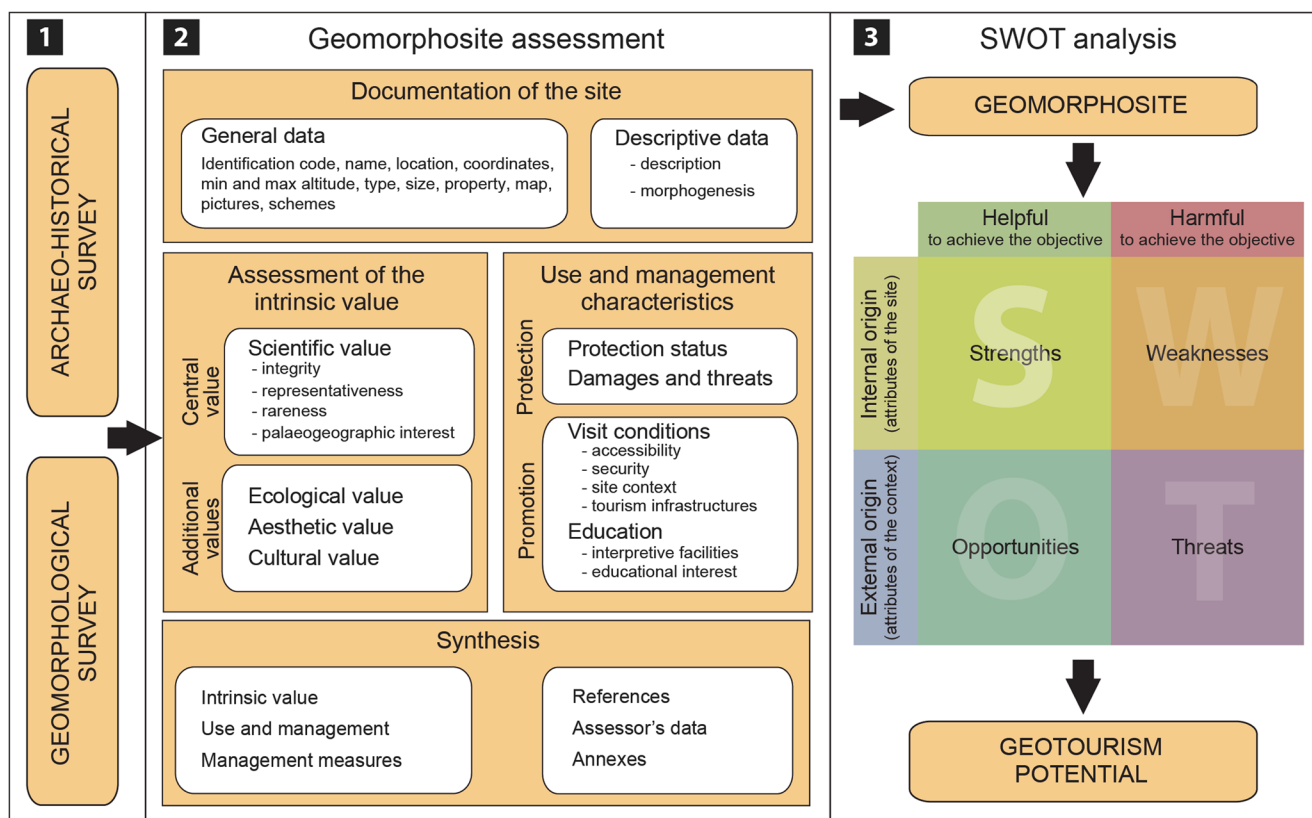 1
ARCHAEO-HISTORICAL
SURVEY
GEOMORPHOLOGICAL
SURVEY
2
Geomorphosite assessment
Documentation of the site
General data
Identification code, name, location, coordinates,
min and max altitude, type, size, property, map,
pictures, schemes
Descriptive data
- description
- morphogenesis
Assessment of the
intrinsic value
Central
value
Scientific value
- integrity
- representativeness
- rareness
- palaeogeographic interest
Additional
values
Ecological value
Aesthetic value
Cultural value
Use and management
characteristics
Protection
Protection status
Damages and threats
Promotion
Visit conditions
- accessibility
- security
- site context
- tourism infrastructures
Education
- interpretive facilities
- educational interest
Synthesis
Intrinsic value
Use and management
Management measures
References
Assessor's data
Annexes
3
SWOT analysis
GEOMORPHOSITE
Helpful
to achieve the objective
Harmful
to achieve the objective
Internal origin
(attributes of the site)
S
Strengths
W
Weaknesses
External origin
(attributes of the context)
O
Opportunities
T
Threats
GEOTOURISM
POTENTIAL